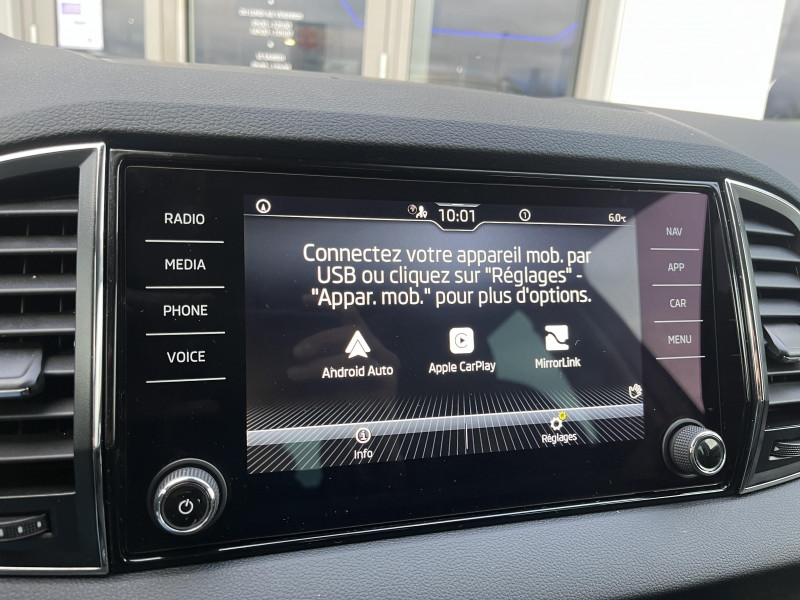 10:01
6.0°C
RADIO
MEDIA
PHONE
VOICE
Connectez votre appareil mob. par
USB ou cliquez sur "Réglages" -
"Appar. mob." pour plus d'options.
Android Auto
Apple CarPlay
MirrorLink
Info
Réglages
NAV
APP
CAR
MENU